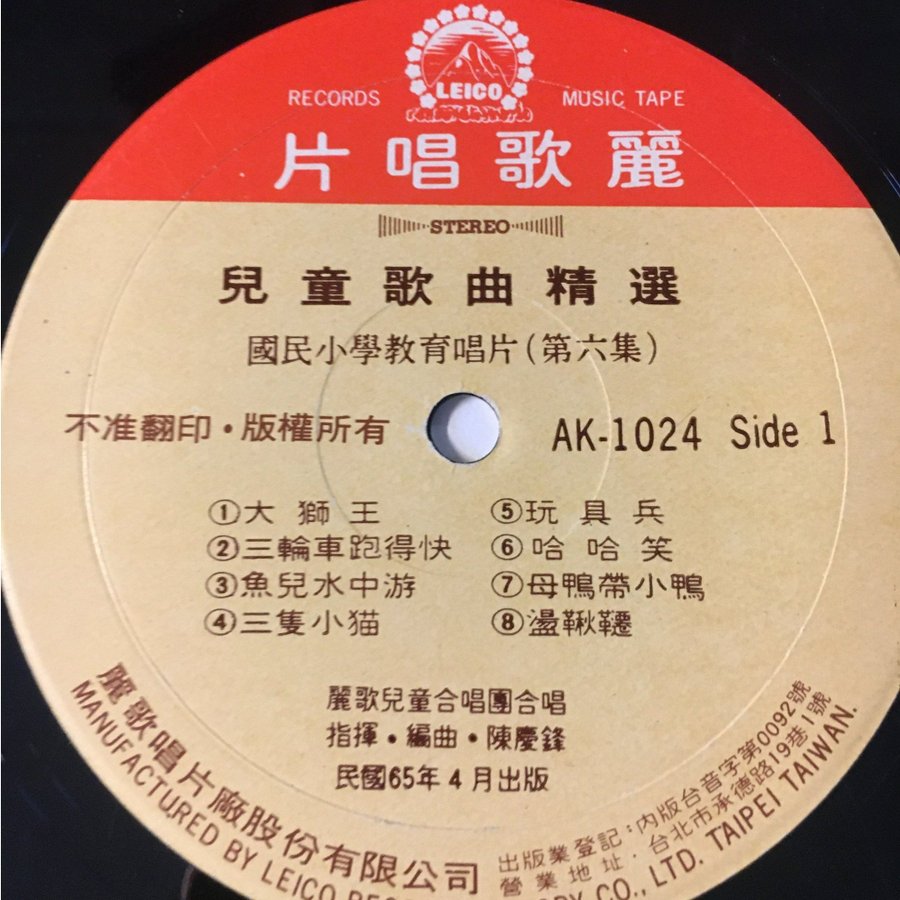 LEICO
RECORDS
MUSIC TAPE
片唱歌麗
STEREO
兒童歌曲精選
國民小學教育唱片(第六集)
不准翻印・版權所有
AK-1024 Side 1
①大獅王
②三輪車跑得快
③魚兒水中游
④三隻小猫
⑤玩具兵
⑥哈哈笑
⑦母鴨帶小鴨
⑧盪鞦韆
麗歌兒童合唱團合唱
指揮・編曲・陳慶鋒
民國65年4月出版
麗歌唱片廠股份有限公司
出版業登記:內版台音字第0092號
營業地址:台北市承德路19巷1號
MANUFACTURED BY LEICO CO., LTD. TAIPEI TAIWAN.